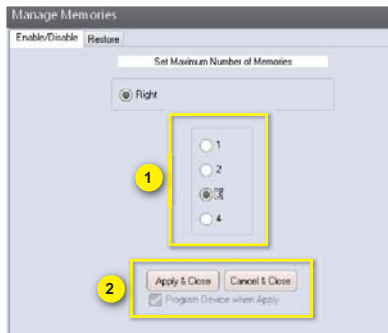 Manage Memories
Enable/Disable Restore
Set Maximum Number of Memories
Right
1
1
2
3
4
2
Apply & Close Cancel & Close
Program Device when Apply